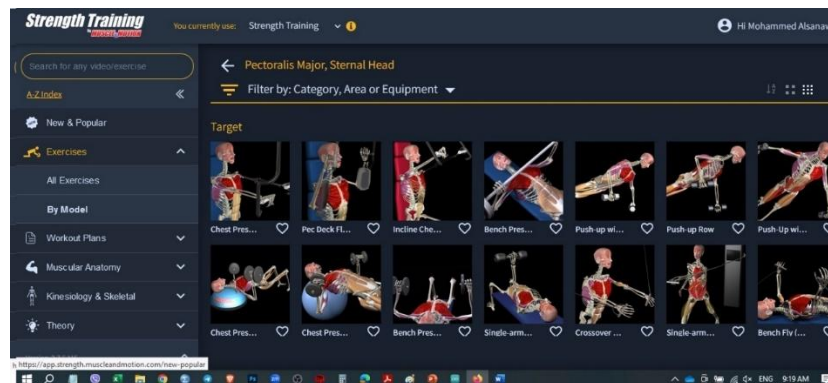 Strength Training
by MUSCLE & MOTION
You currently use: Strength Training
Hi Mohammed Alsanav
Search for any video/exercise
A-Z Index
New & Popular
Exercises
All Exercises
By Model
Workout Plans
Muscular Anatomy
Kinesiology & Skeletal
Theory
Pectoralis Major, Sternal Head
Filter by: Category, Area or Equipment
Target
Chest Pres...
Pec Deck Fl...
Incline Che...
Bench Pres...
Push-up wi...
Push-up Row
Push-Up wi...
Chest Pres...
Chest Pres...
Bench Pres...
Single-arm...
Crossover ...
Single-arm...
Bench Fly (...
https://app.strength.muscleandmotion.com/new-popular
ENG 9:19 AM